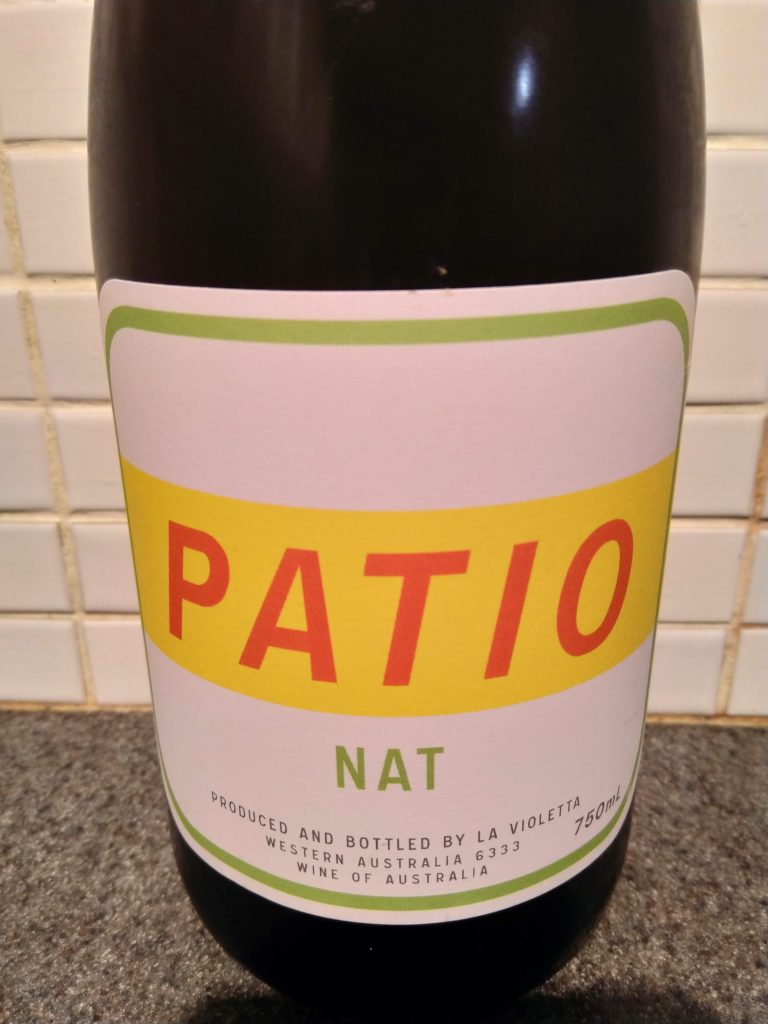 PATIO
NAT
PRODUCED AND BOTTLED BY LA VIOLETTA
WESTERN AUSTRALIA 6333
WINE OF AUSTRALIA
750mL